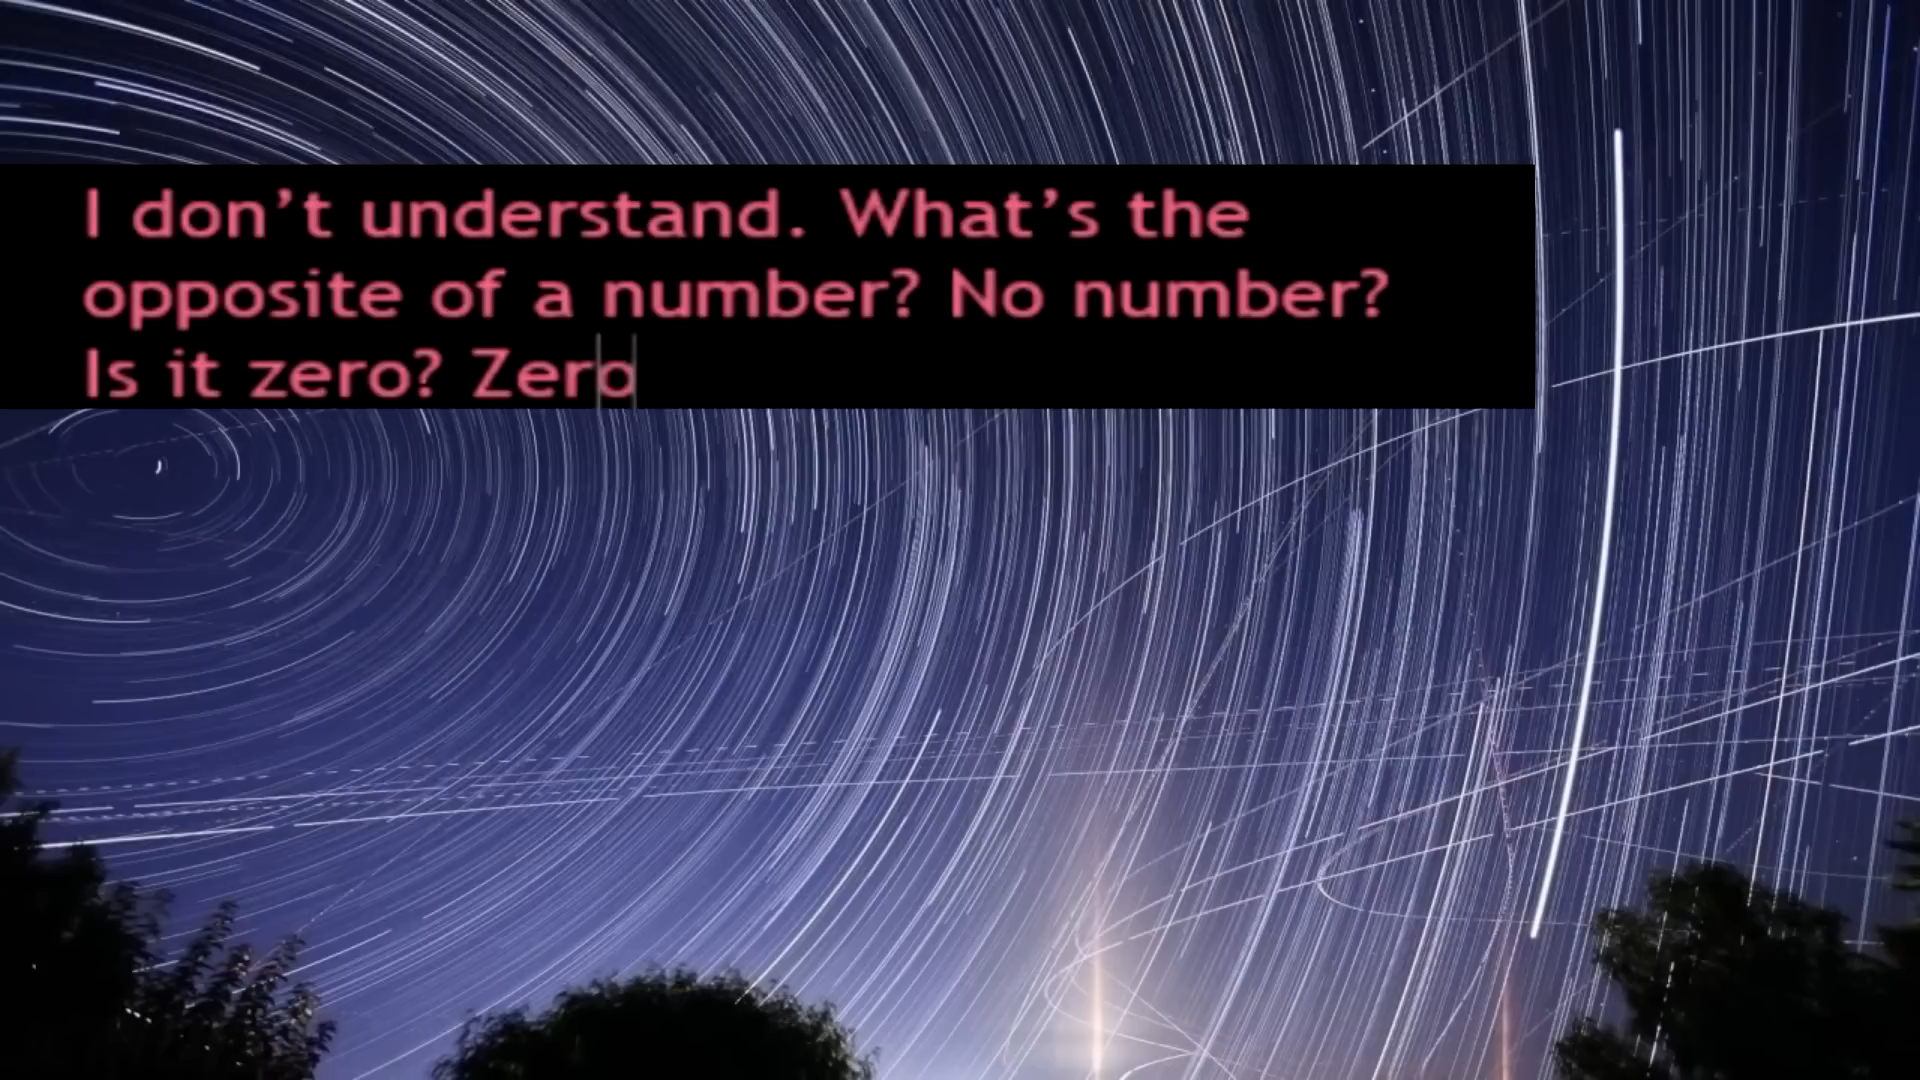 I don’t understand. What’s the
opposite of a number? No number?
Is it zero? Zero